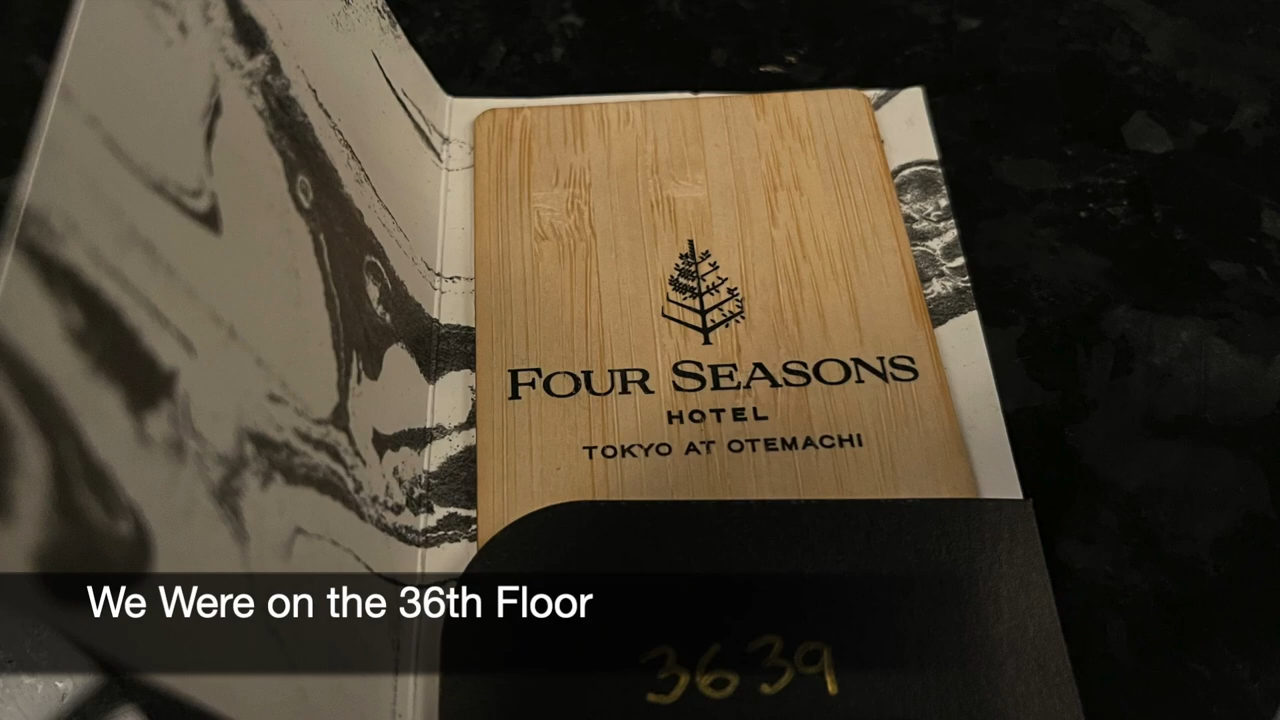 FOUR SEASONS
HOTEL
TOKYO AT OTEMACHI
We Were on the 36th Floor
3639